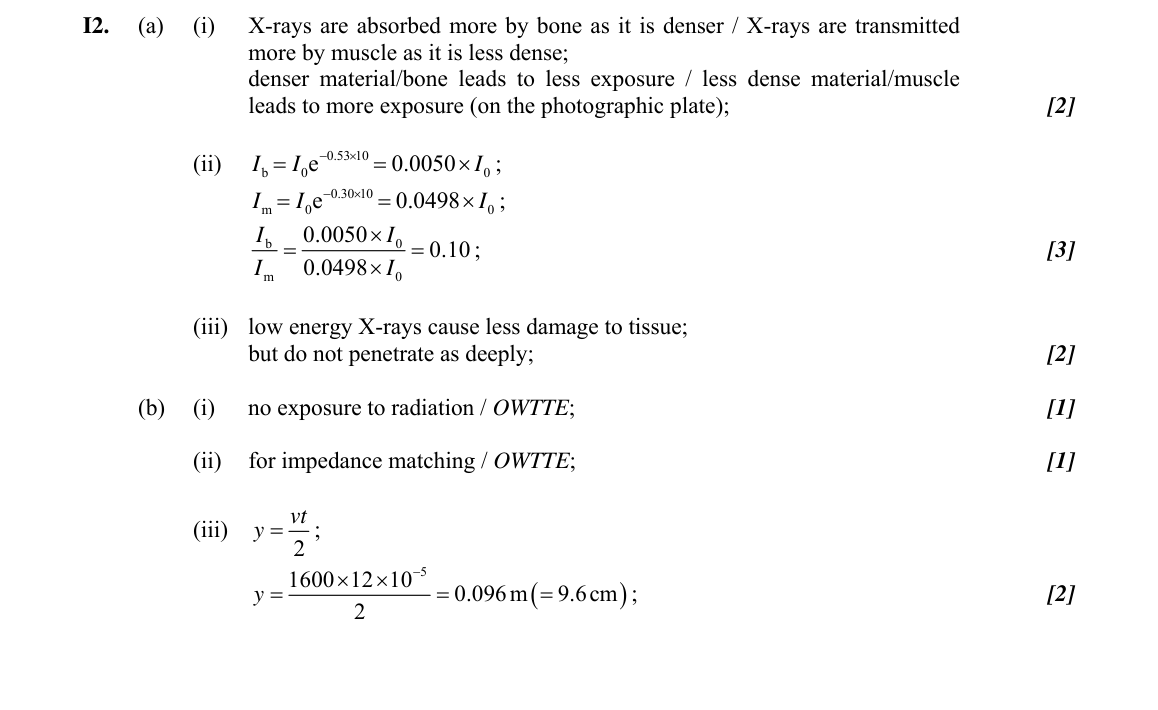 I2. (a) (i) X-rays are absorbed more by bone as it is denser / X-rays are transmitted
more by muscle as it is less dense;
denser material/bone leads to less exposure / less dense material/muscle
leads to more exposure (on the photographic plate); [2]
(ii) I_b = I_0 e^{−0.53×10} = 0.0050 × I_0 ;
I_m = I_0 e^{−0.30×10} = 0.0498 × I_0 ;
I_b / I_m = (0.0050 × I_0) / (0.0498 × I_0) = 0.10 ; [3]
(iii) low energy X-rays cause less damage to tissue;
but do not penetrate as deeply; [2]
(b) (i) no exposure to radiation / OWTTE; [1]
(ii) for impedance matching / OWTTE; [1]
(iii) y = vt / 2 ;
y = (1600 × 12 × 10^{−5}) / 2 = 0.096 m (= 9.6 cm) ; [2]